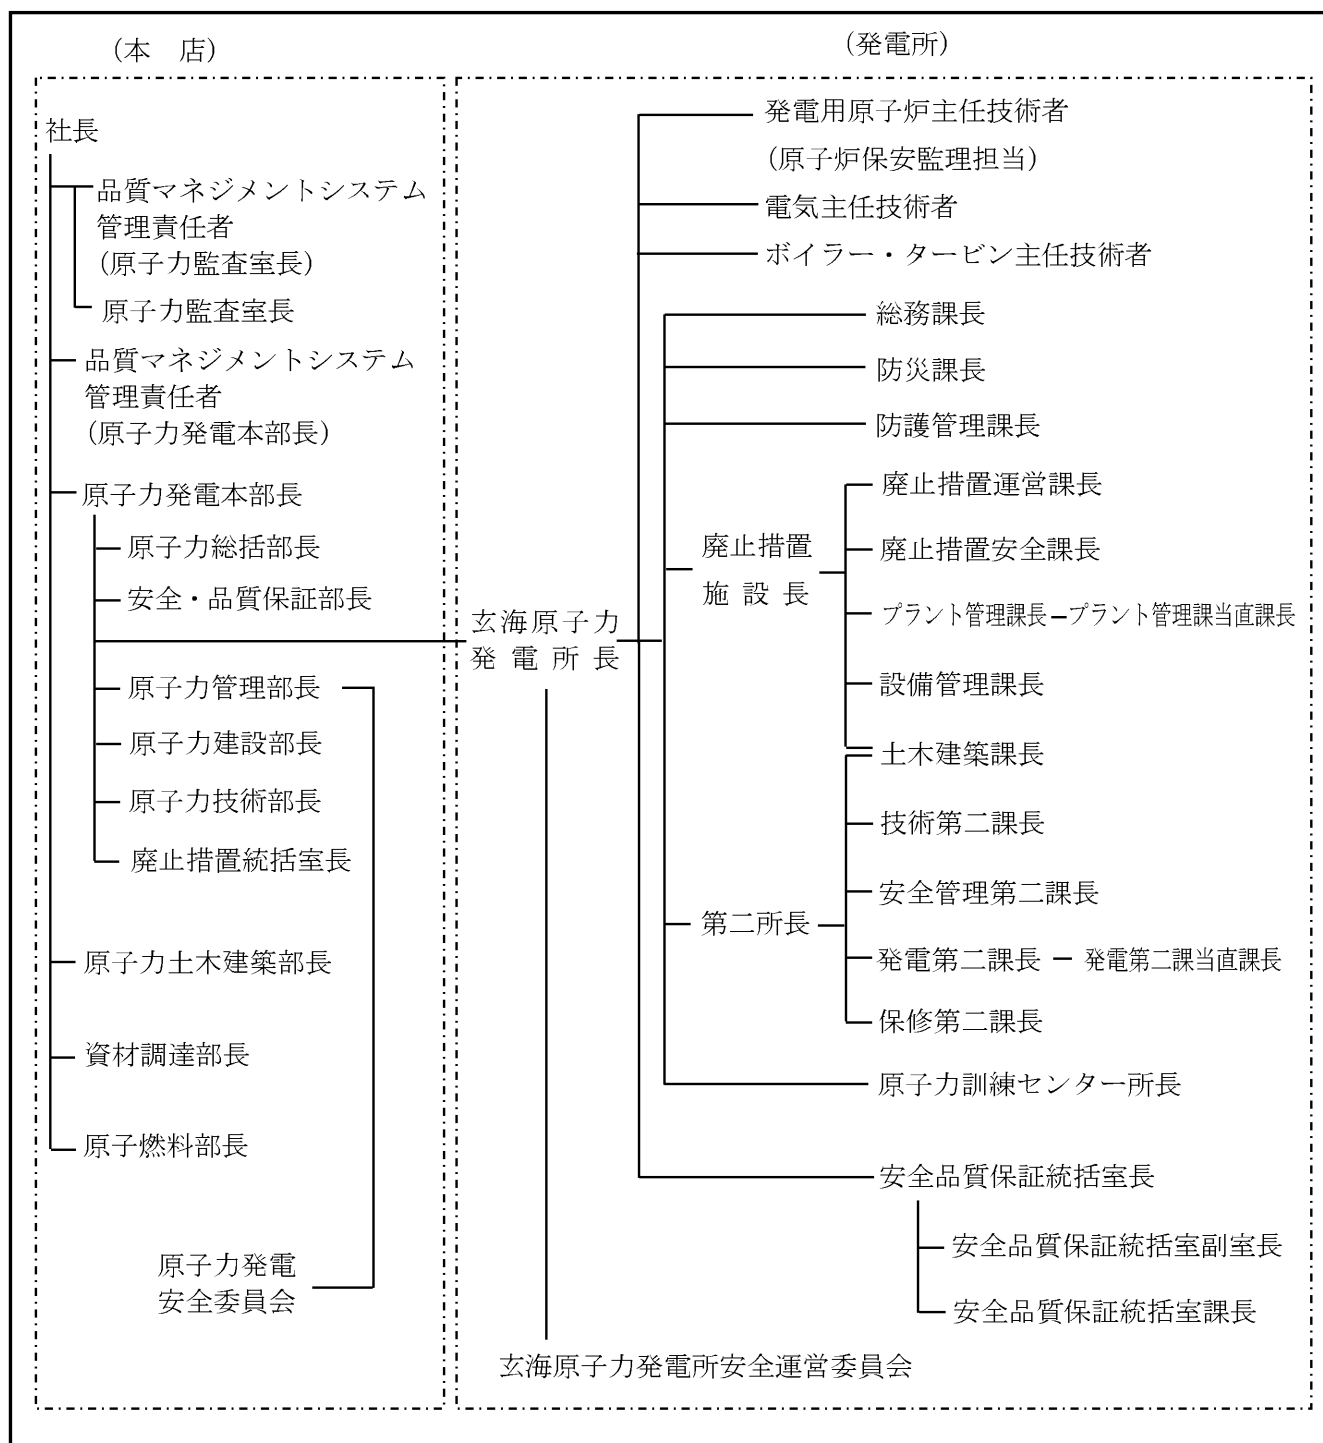 (本　店)
社長
品質マネジメントシステム
管理責任者
(原子力監査室長)
原子力監査室長
品質マネジメントシステム
管理責任者
(原子力発電本部長)
原子力発電本部長
原子力総括部長
安全・品質保証部長
原子力管理部長
原子力建設部長
原子力技術部長
廃止措置統括室長
原子力土木建築部長
資材調達部長
原子燃料部長
原子力発電
安全委員会
(発電所)
玄海原子力
発電所長
発電用原子炉主任技術者
(原子炉保安監理担当)
電気主任技術者
ボイラー・タービン主任技術者
総務課長
防災課長
防護管理課長
廃止措置
施設長
廃止措置運営課長
廃止措置安全課長
プラント管理課長－プラント管理課当直課長
設備管理課長
土木建築課長
技術第二課長
安全管理第二課長
第二所長
発電第二課長 － 発電第二課当直課長
保修第二課長
原子力訓練センター所長
安全品質保証統括室長
安全品質保証統括室副室長
安全品質保証統括室課長
玄海原子力発電所安全運営委員会